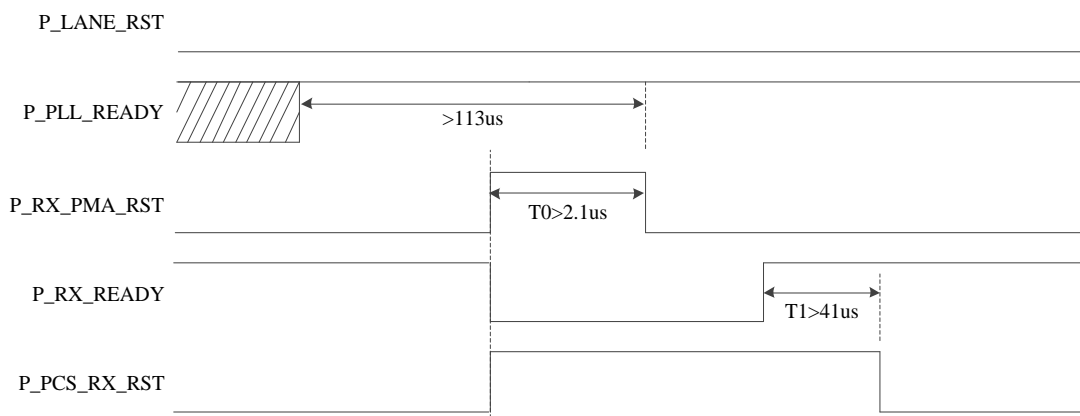 P_LANE_RST
P_PLL_READY
>113us
P_RX_PMA_RST
T0>2.1us
P_RX_READY
T1>41us
P_PCS_RX_RST